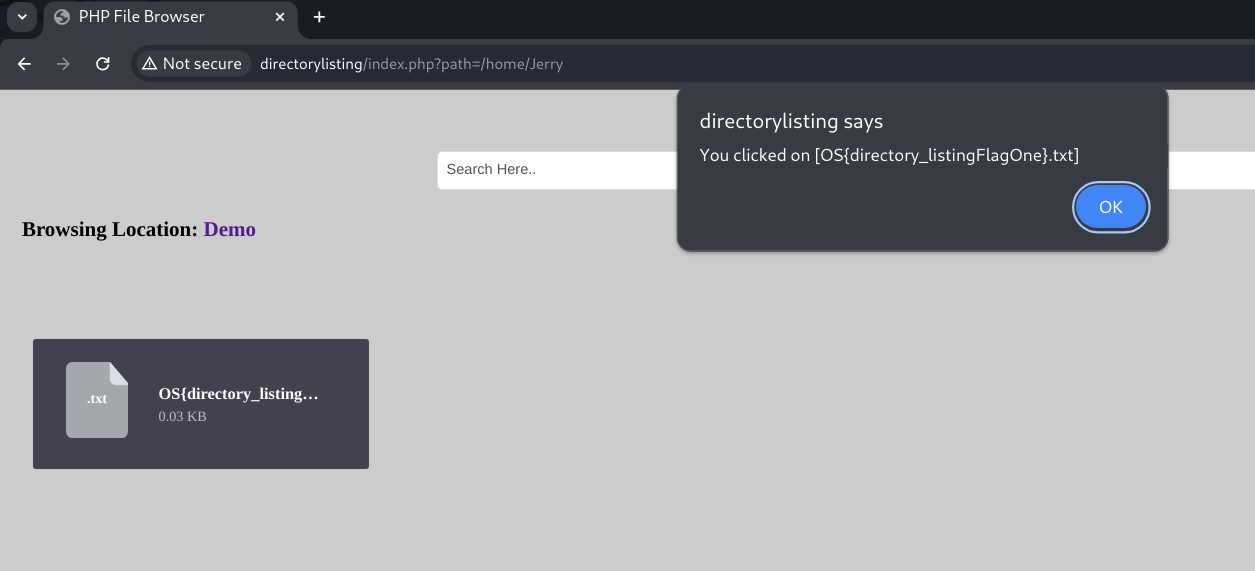 PHP File Browser
Not secure directorylisting/index.php?path=/home/Jerry
directorylisting says
You clicked on [OS{directory_listingFlagOne}.txt]
OK
Search Here..
Browsing Location: Demo
.txt
OS{directory_listing…
0.03 KB